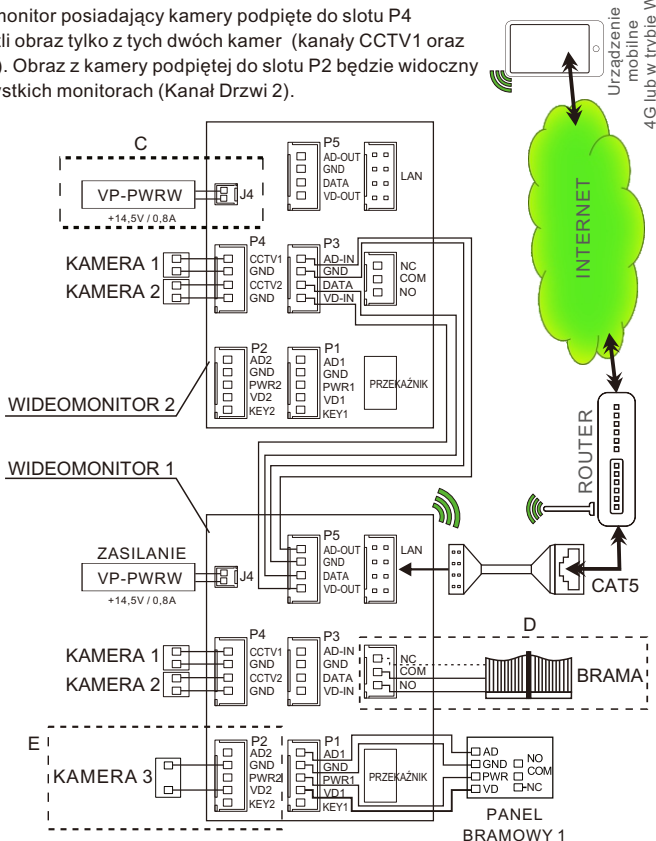 monitor posiadający kamery podpięte do slotu P4
li obraz tylko z tych dwóch kamer (kanały CCTV1 oraz
). Obraz z kamery podpiętej do slotu P2 będzie widoczny
ystkich monitorach (Kanał Drzwi 2).
Urządzenie
mobilne
4G lub w trybie W
INTERNET
C
VP-PWRW
+14,5V / 0,8A
J4
P5
AD-OUT
GND
DATA
VD-OUT
LAN
KAMERA 1
KAMERA 2
P4
CCTV1
GND
CCTV2
GND
P3
AD-IN
GND
DATA
VD-IN
NC
COM
NO
P2
AD2
GND
PWR2
VD2
KEY2
P1
AD1
GND
PWR1
VD1
KEY1
PRZEKAŹNIK
WIDEOMONITOR 2
WIDEOMONITOR 1
ROUTER
ZASILANIE
VP-PWRW
+14,5V / 0,8A
J4
P5
AD-OUT
GND
DATA
VD-OUT
LAN
CAT5
KAMERA 1
KAMERA 2
P4
CCTV1
GND
CCTV2
GND
P3
AD-IN
GND
DATA
VD-IN
D
NC
COM
NO
BRAMA
E
KAMERA 3
P2
AD2
GND
PWR2
VD2
KEY2
P1
AD1
GND
PWR1
VD1
KEY1
PRZEKAŹNIK
AD
GND
PWR
VD
NO
COM
NC
PANEL
BRAMOWY 1